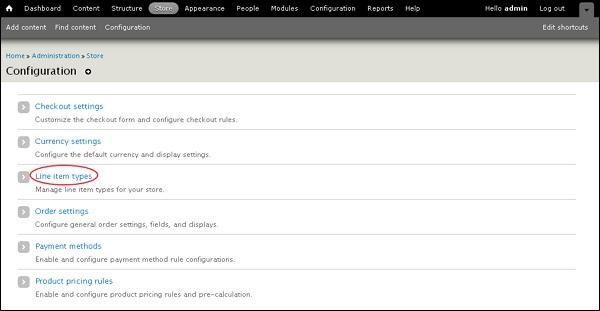 Dashboard Content Structure Store Appearance People Modules Configuration Reports Help Hello admin Log out
Add content Find content Configuration Edit shortcuts
Home » Administration » Store
Configuration
Checkout settings
Customize the checkout form and configure checkout rules.
Currency settings
Configure the default currency and display settings.
Line item types
Manage line item types for your store.
Order settings
Configure general order settings, fields, and displays.
Payment methods
Enable and configure payment method rule configurations.
Product pricing rules
Enable and configure product pricing rules and pre-calculation.